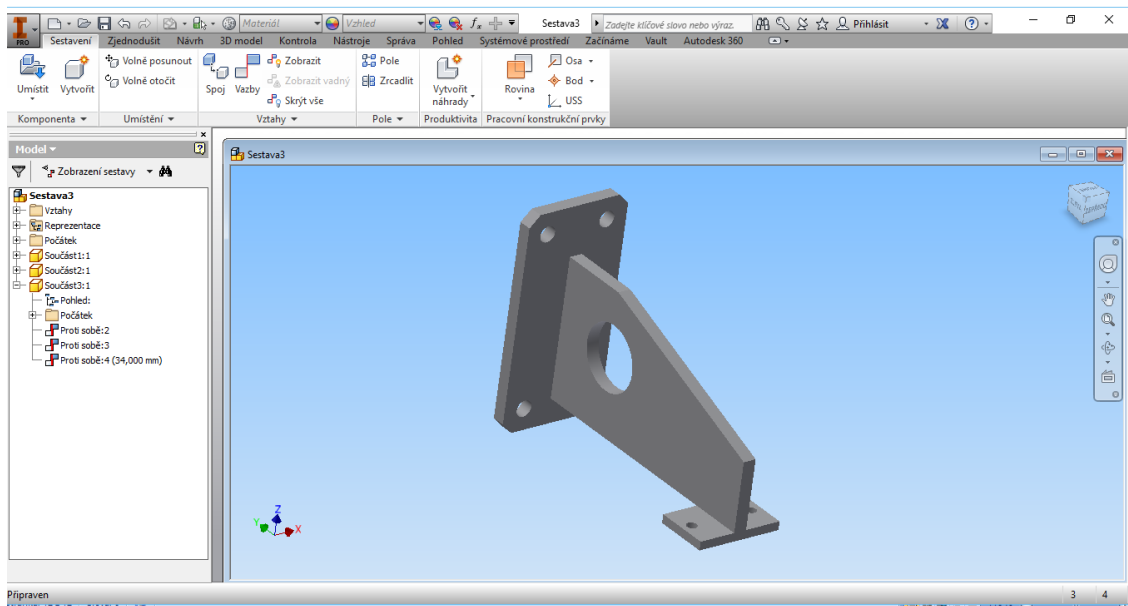 PRO
Materiál
Vzhled
fx
Sestava3
Zadejte klíčové slovo nebo výraz.
Přihlásit
Sestavení Zjednodušit Návrh 3D model Kontrola Nástroje Správa Pohled Systémové prostředí Začínáme Vault Autodesk 360
Umístit
Vytvořit
Volné posunout
Volné otočit
Spoj
Vazby
Zobrazit
Zobrazit vadný
Skrýt vše
Pole
Zrcadlit
Vytvořit
náhrady
Rovina
Osa
Bod
USS
Komponenta Umístění Vztahy Pole Produktivita Pracovní konstrukční prvky
Model
Zobrazení sestavy
Sestava3
Vztahy
Reprezentace
Počátek
Součást1:1
Součást2:1
Součást3:1
Pohled:
Počátek
Proti sobě:2
Proti sobě:3
Proti sobě:4 (34,000 mm)
Sestava3
Z
Y
X
Připraven
3 4